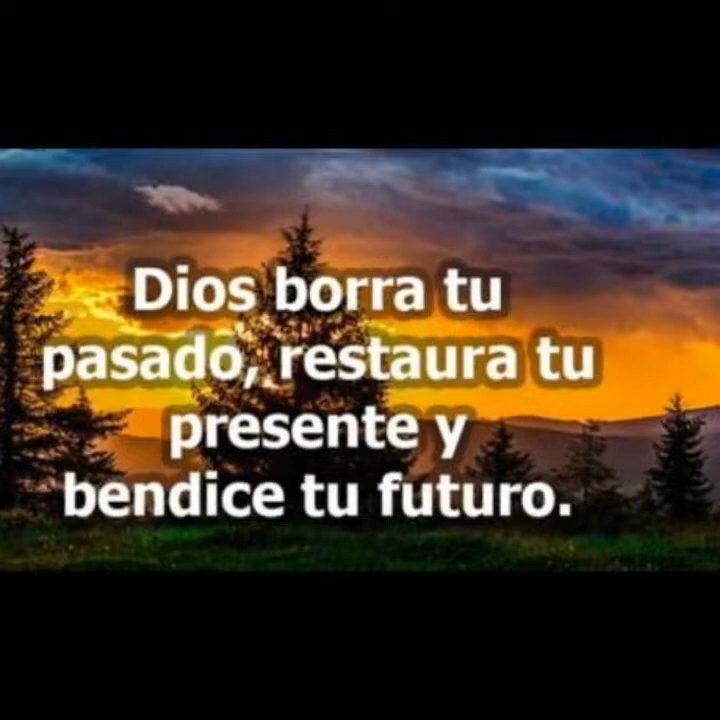 Dios borra tu
pasado, restaura tu
presente y
bendice tu futuro.